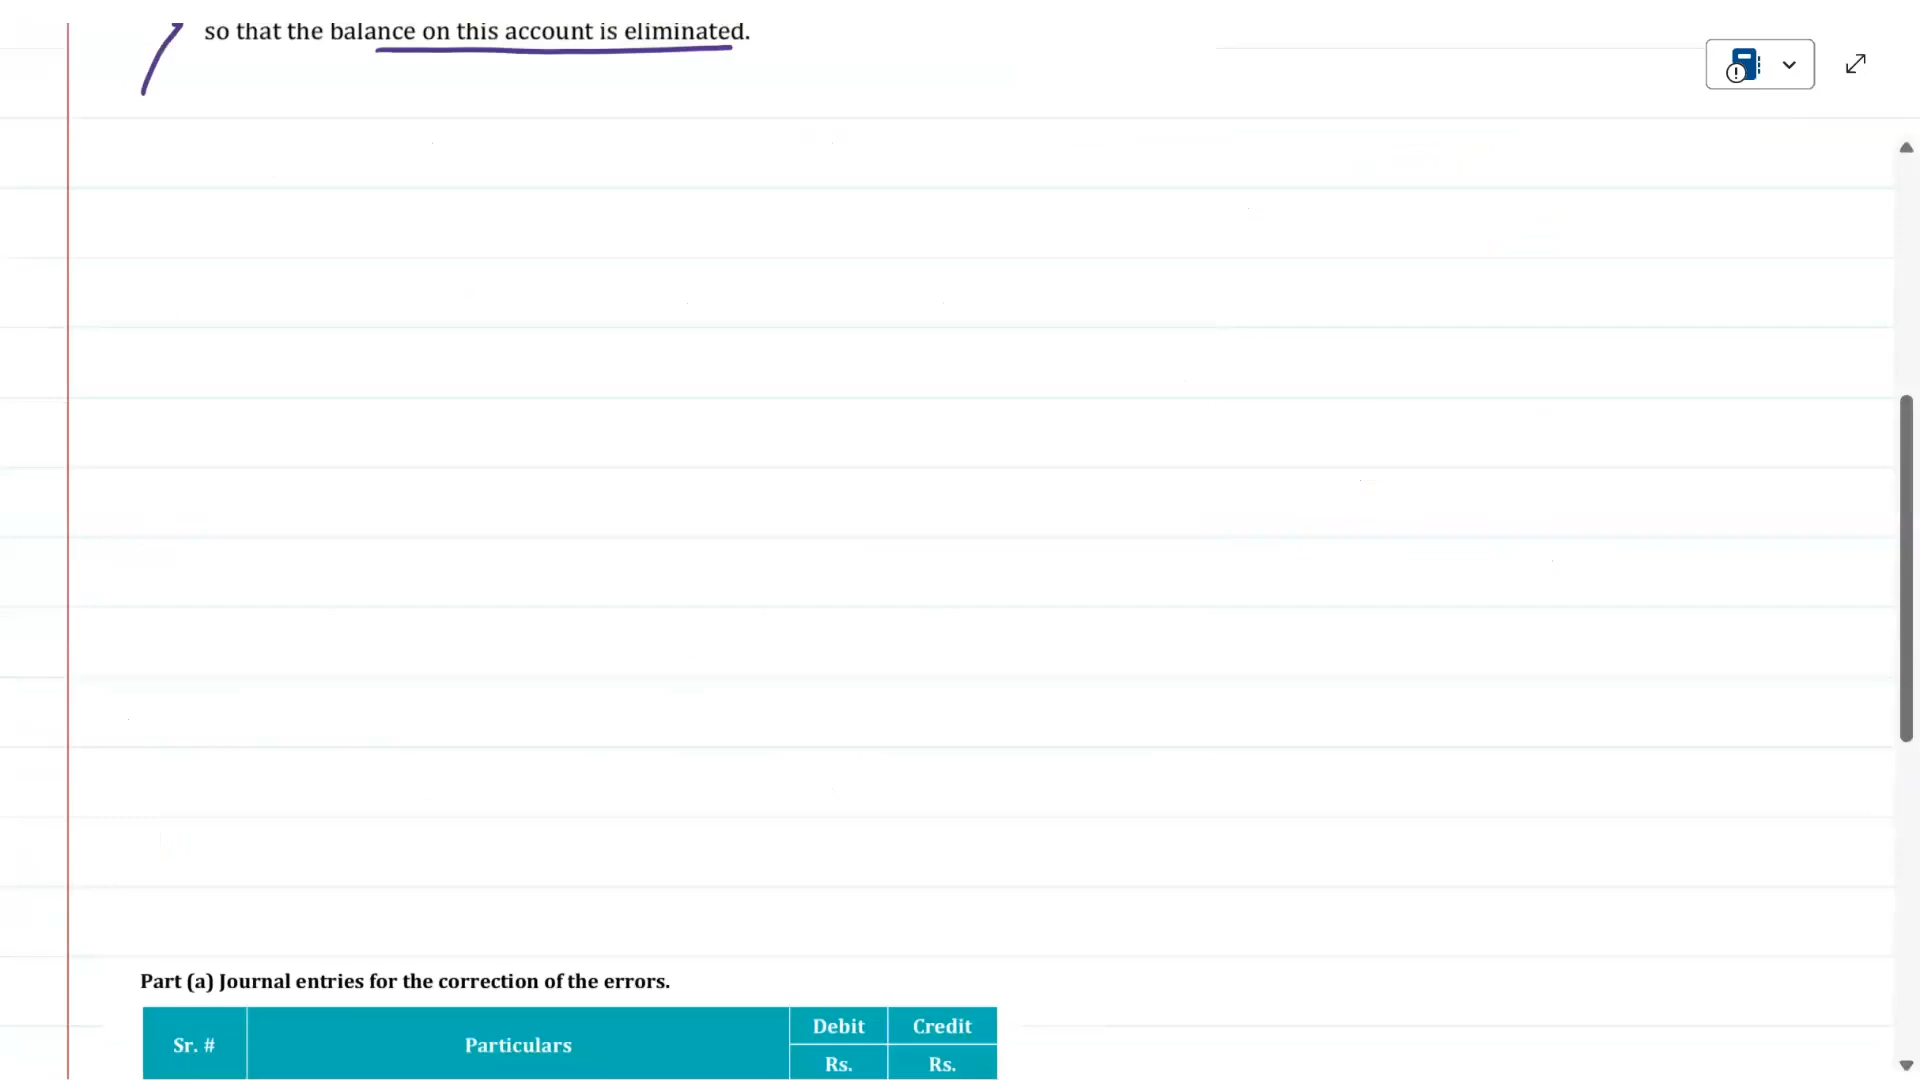 so that the balance on this account is eliminated.
Part (a) Journal entries for the correction of the errors.
Sr. # Particulars Debit Credit
Rs. Rs.